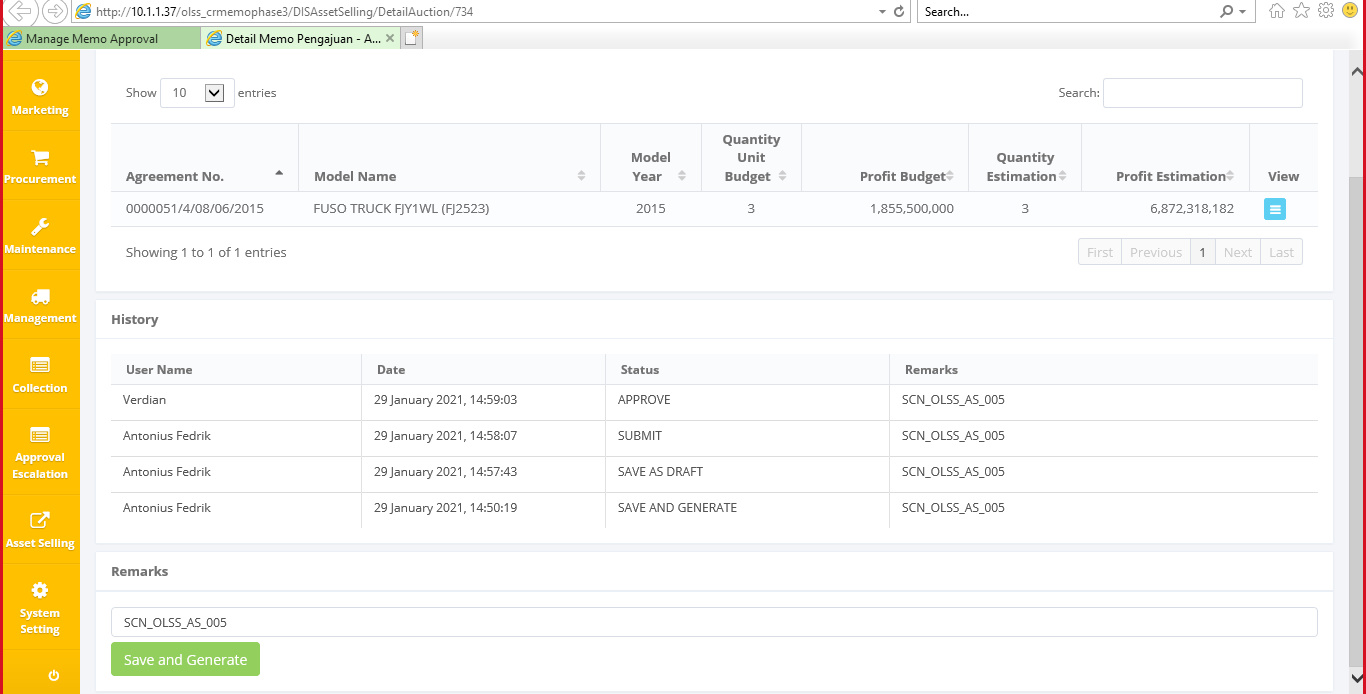 http://10.1.1.37/olss_crmemophase3/DISAssetSelling/DetailAuction/734
Search...
Manage Memo Approval
Detail Memo Pengajuan - A...
Marketing
Procurement
Maintenance
Management
Collection
Approval
Escalation
Asset Selling
System
Setting
Show 10 entries
Search:
Agreement No. Model Name Model Year Quantity Unit Budget Profit Budget Quantity Estimation Profit Estimation View
0000051/4/08/06/2015 FUSO TRUCK FJY1WL (FJ2523) 2015 3 1,855,500,000 3 6,872,318,182
Showing 1 to 1 of 1 entries
First Previous 1 Next Last
History
User Name Date Status Remarks
Verdian 29 January 2021, 14:59:03 APPROVE SCN_OLSS_AS_005
Antonius Fedrik 29 January 2021, 14:58:07 SUBMIT SCN_OLSS_AS_005
Antonius Fedrik 29 January 2021, 14:57:43 SAVE AS DRAFT SCN_OLSS_AS_005
Antonius Fedrik 29 January 2021, 14:50:19 SAVE AND GENERATE SCN_OLSS_AS_005
Remarks
SCN_OLSS_AS_005
Save and Generate